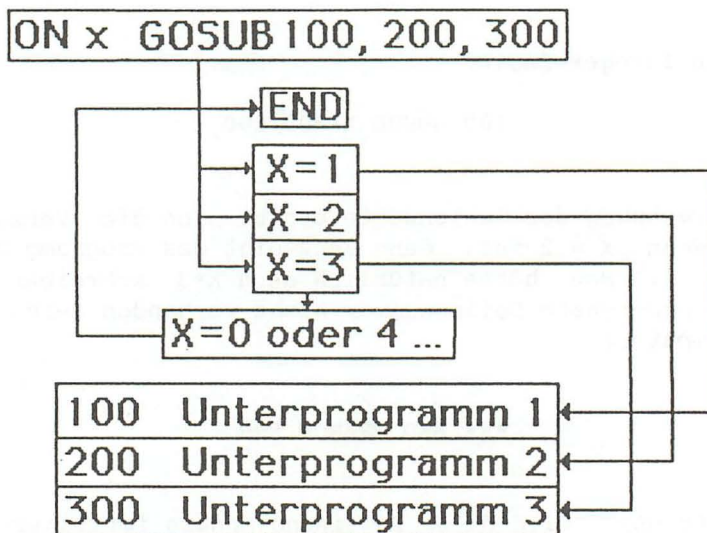 ON x GOSUB 100, 200, 300
END
X=1
X=2
X=3
X=0 oder 4 ...
100 Unterprogramm 1
200 Unterprogramm 2
300 Unterprogramm 3